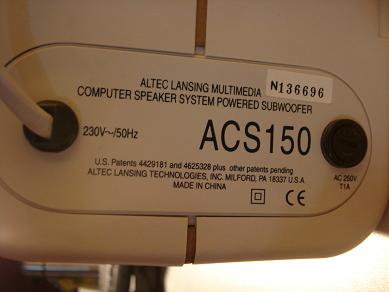 ALTEC LANSING MULTIMEDIA N136696
COMPUTER SPEAKER SYSTEM POWERED SUBWOOFER
230V~/50Hz ACS150
AC 250V
T1A
U.S. Patents 4429181 and 4625328 plus other patents pending
ALTEC LANSING TECHNOLOGIES, INC. MILFORD, PA 18337 U.S.A.
MADE IN CHINA CE